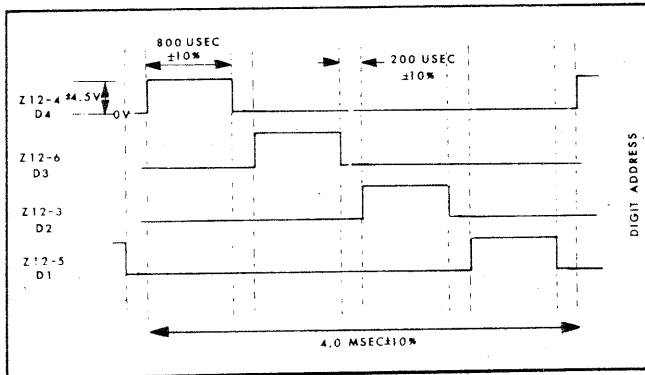 800 USEC
±10%
200 USEC
±10%
Z12-4
D4
≅4.5V
0V
Z12-6
D3
Z12-3
D2
Z12-5
D1
DIGIT ADDRESS
4.0 MSEC±10%